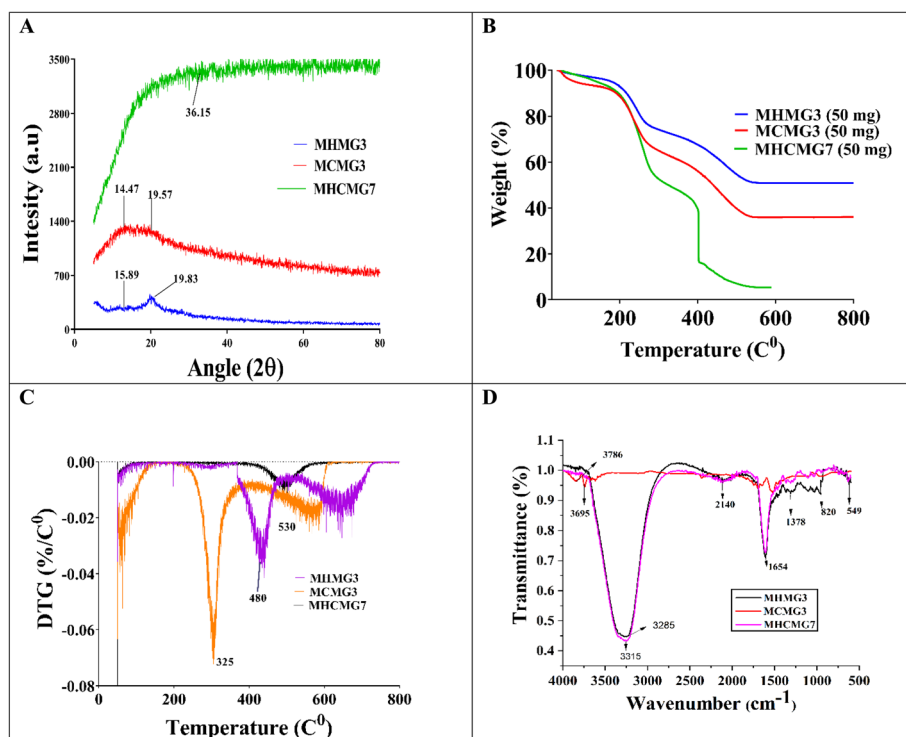 A
3500
2800
2100
1400
700
0
Intesity (a.u)
36.15
MHMG3
MCMG3
MHCMG7
14.47
19.57
15.89
19.83
0
20
40
60
80
Angle (2θ)
B
100
80
60
40
20
0
Weight (%)
MHMG3 (50 mg)
MCMG3 (50 mg)
MHCMG7 (50 mg)
200
400
600
800
Temperature (C⁰)
C
0.00
-0.02
-0.04
-0.06
-0.08
DTG (%/C⁰)
530
480
325
MHMG3
MCMG3
MHCMG7
0
200
400
600
800
Temperature (C⁰)
D
1.1
1.0
0.9
0.8
0.7
0.6
0.5
0.4
Transmittance (%)
3786
3695
2140
1378
820
549
1654
3285
3315
MHMG3
MCMG3
MHCMG7
4000
3500
3000
2500
2000
1500
1000
500
Wavenumber (cm⁻¹)